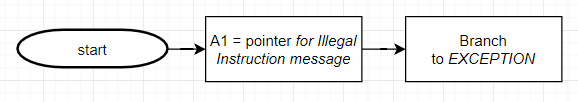 start
A1 = pointer for Illegal
Instruction message
Branch
to EXCEPTION